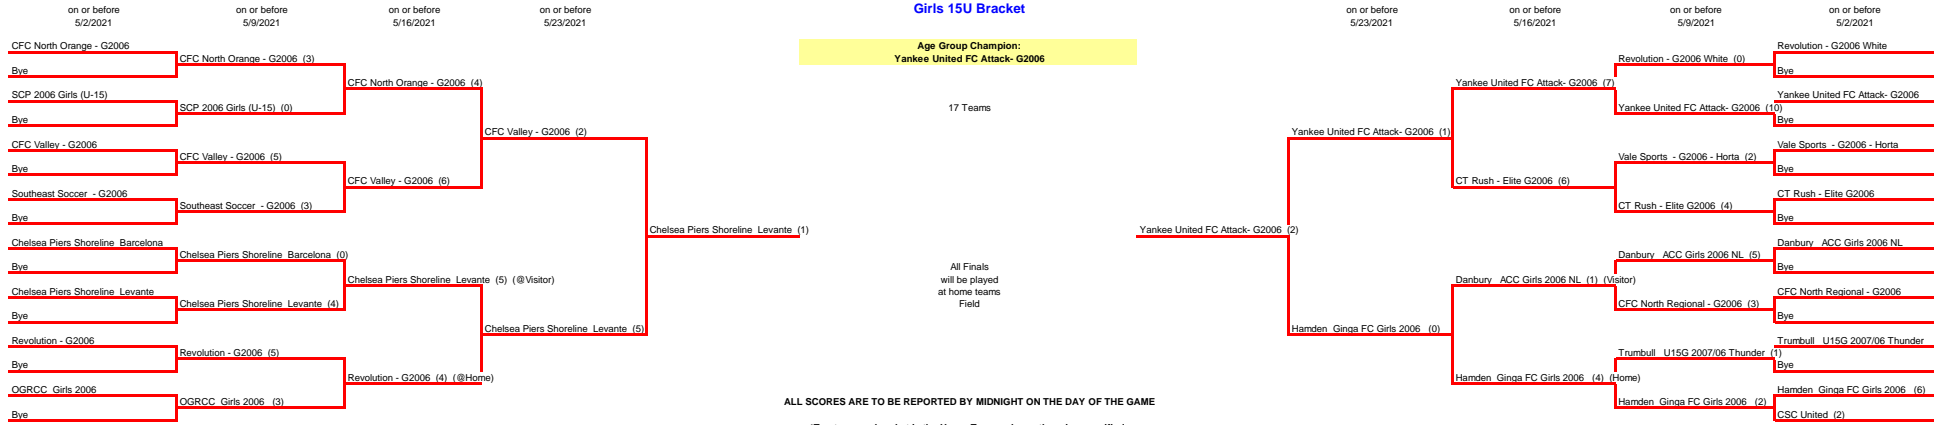 on or before
5/2/2021
on or before
5/9/2021
on or before
5/16/2021
on or before
5/23/2021
Girls 15U Bracket
on or before
5/23/2021
on or before
5/16/2021
on or before
5/9/2021
on or before
5/2/2021
Age Group Champion:
Yankee United FC Attack- G2006
17 Teams
All Finals
will be played
at home teams
Field
CFC North Orange - G2006
Bye
SCP 2006 Girls (U-15)
Bye
CFC Valley - G2006
Bye
Southeast Soccer - G2006
Bye
Chelsea Piers Shoreline Barcelona
Bye
Chelsea Piers Shoreline Levante
Bye
Revolution - G2006
Bye
OGRCC Girls 2006
Bye
CFC North Orange - G2006 (3)
SCP 2006 Girls (U-15) (0)
CFC Valley - G2006 (5)
Southeast Soccer - G2006 (3)
Chelsea Piers Shoreline Barcelona (0)
Chelsea Piers Shoreline Levante (4)
Revolution - G2006 (5)
OGRCC Girls 2006 (3)
CFC North Orange - G2006 (4)
CFC Valley - G2006 (6)
Chelsea Piers Shoreline Levante (5) (@Visitor)
Revolution - G2006 (4) (@Home)
CFC Valley - G2006 (2)
Chelsea Piers Shoreline Levante (5)
Chelsea Piers Shoreline Levante (1)
Yankee United FC Attack- G2006 (2)
Yankee United FC Attack- G2006 (1)
Hamden Ginga FC Girls 2006 (0)
Yankee United FC Attack- G2006 (7)
CT Rush - Elite G2006 (6)
Danbury ACC Girls 2006 NL (1) (Visitor)
Hamden Ginga FC Girls 2006 (4) (Home)
Revolution - G2006 White (0)
Yankee United FC Attack- G2006 (10)
Vale Sports - G2006 - Horta (2)
CT Rush - Elite G2006 (4)
Danbury ACC Girls 2006 NL (5)
CFC North Regional - G2006 (3)
Trumbull U15G 2007/06 Thunder (1)
Hamden Ginga FC Girls 2006 (2)
Revolution - G2006 White
Bye
Yankee United FC Attack- G2006
Bye
Vale Sports - G2006 - Horta
Bye
CT Rush - Elite G2006
Bye
Danbury ACC Girls 2006 NL
Bye
CFC North Regional - G2006
Bye
Trumbull U15G 2007/06 Thunder
Bye
Hamden Ginga FC Girls 2006 (6)
CSC United (2)
ALL SCORES ARE TO BE REPORTED BY MIDNIGHT ON THE DAY OF THE GAME